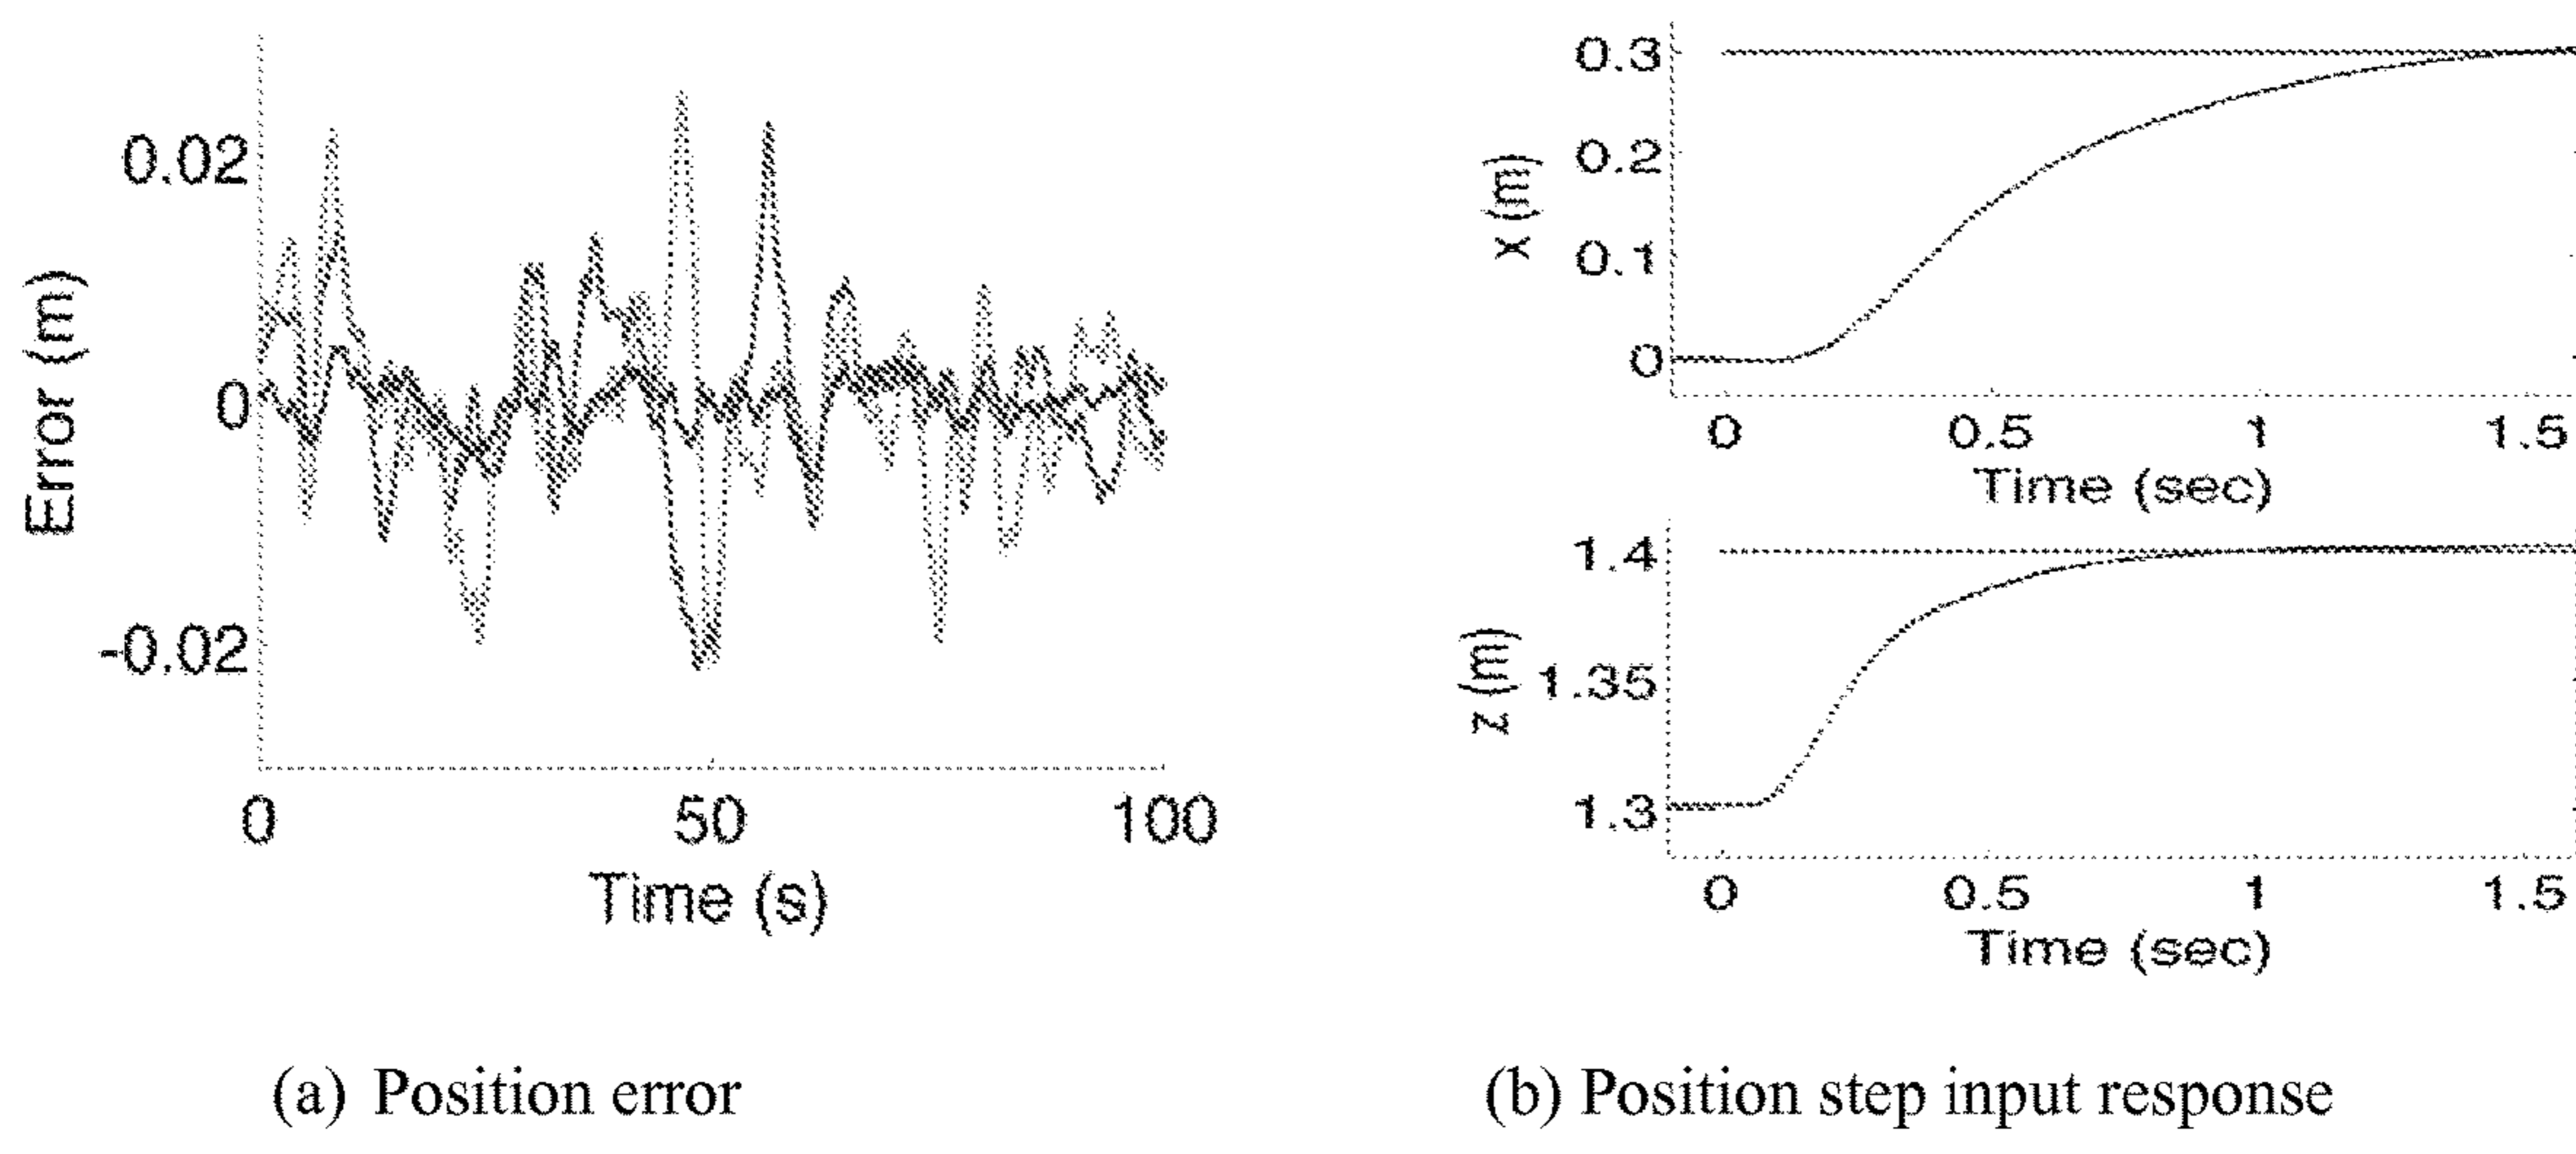 0.02
0
-0.02
Error (m)
0
50
100
Time (s)
(a) Position error
0.3
0.2
0.1
0
x (m)
0
0.5
1
1.5
Time (sec)
1.4
1.35
1.3
z (m)
0
0.5
1
1.5
Time (sec)
(b) Position step input response